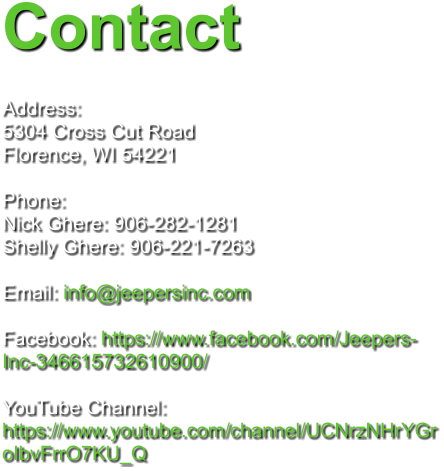 Contact
Address:
5304 Cross Cut Road
Florence, WI 54221
Phone:
Nick Ghere: 906-282-1281
Shelly Ghere: 906-221-7263
Email: info@jeepersinc.com
Facebook: https://www.facebook.com/Jeepers-
Inc-346615732610900/
YouTube Channel:
https://www.youtube.com/channel/UCNrzNHrYGr
olbvFrrO7KU_Q